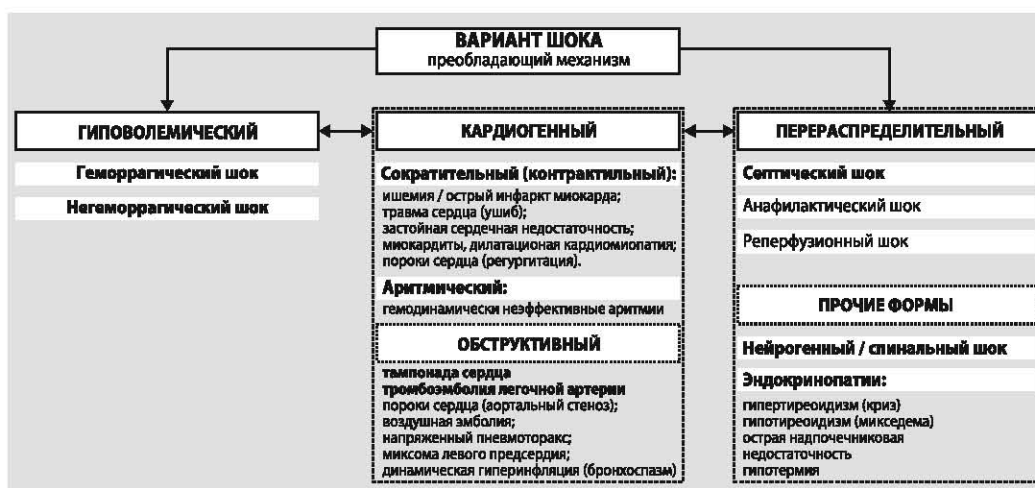 ВАРИАНТ ШОКА
преобладающий механизм
ГИПОВОЛЕМИЧЕСКИЙ
Геморрагический шок
Негеморрагический шок
КАРДИОГЕННЫЙ
Сократительный (контрактильный):
ишемия / острый инфаркт миокарда;
травма сердца (ушиб);
застойная сердечная недостаточность;
миокардиты, дилатационая кардиомиопатия;
пороки сердца (регургитация).
Аритмический:
гемодинамически неэффективные аритмии
ОБСТРУКТИВНЫЙ
тампонада сердца
тромбоэмболия легочной артерии
пороки сердца (аортальный стеноз);
воздушная эмболия;
напряженный пневмоторакс;
миксома левого предсердия;
динамическая гиперинфляция (бронхоспазм)
ПЕРЕРАСПРЕДЕЛИТЕЛЬНЫЙ
Септический шок
Анафилактический шок
Реперфузионный шок
ПРОЧИЕ ФОРМЫ
Нейрогенный / спинальный шок
Эндокринопатии:
гипертиреоидизм (криз)
гипотиреоидизм (микседема)
острая надпочечниковая
недостаточность
гипотермия